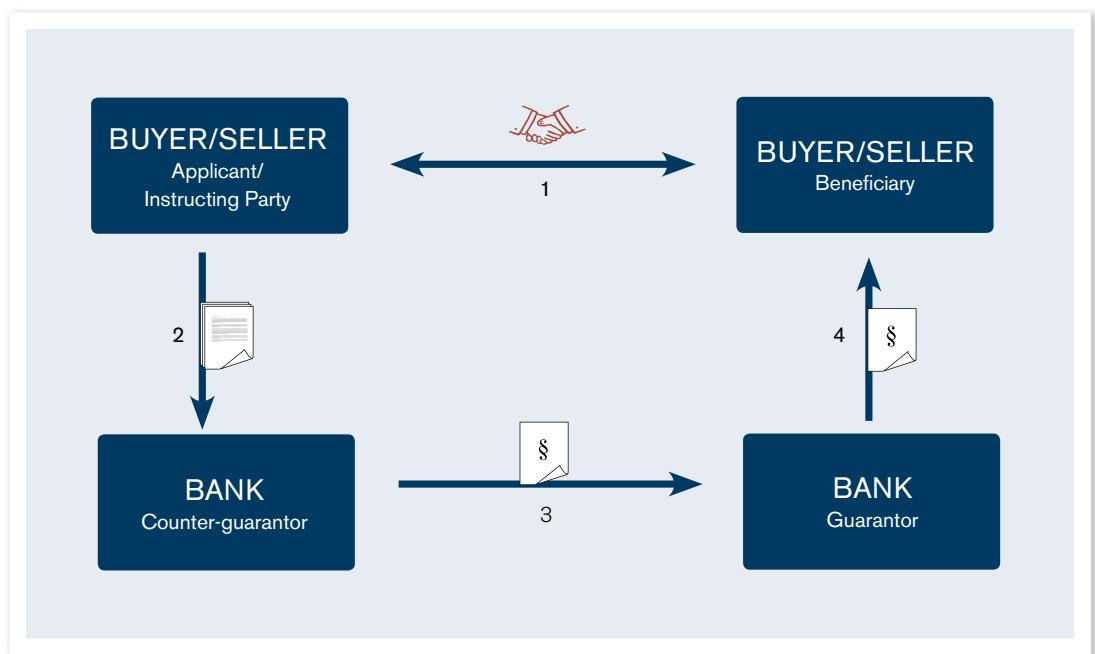 BUYER/SELLER
Applicant/
Instructing Party
1
BUYER/SELLER
Beneficiary
2
4
§
§
3
BANK
Counter-guarantor
BANK
Guarantor